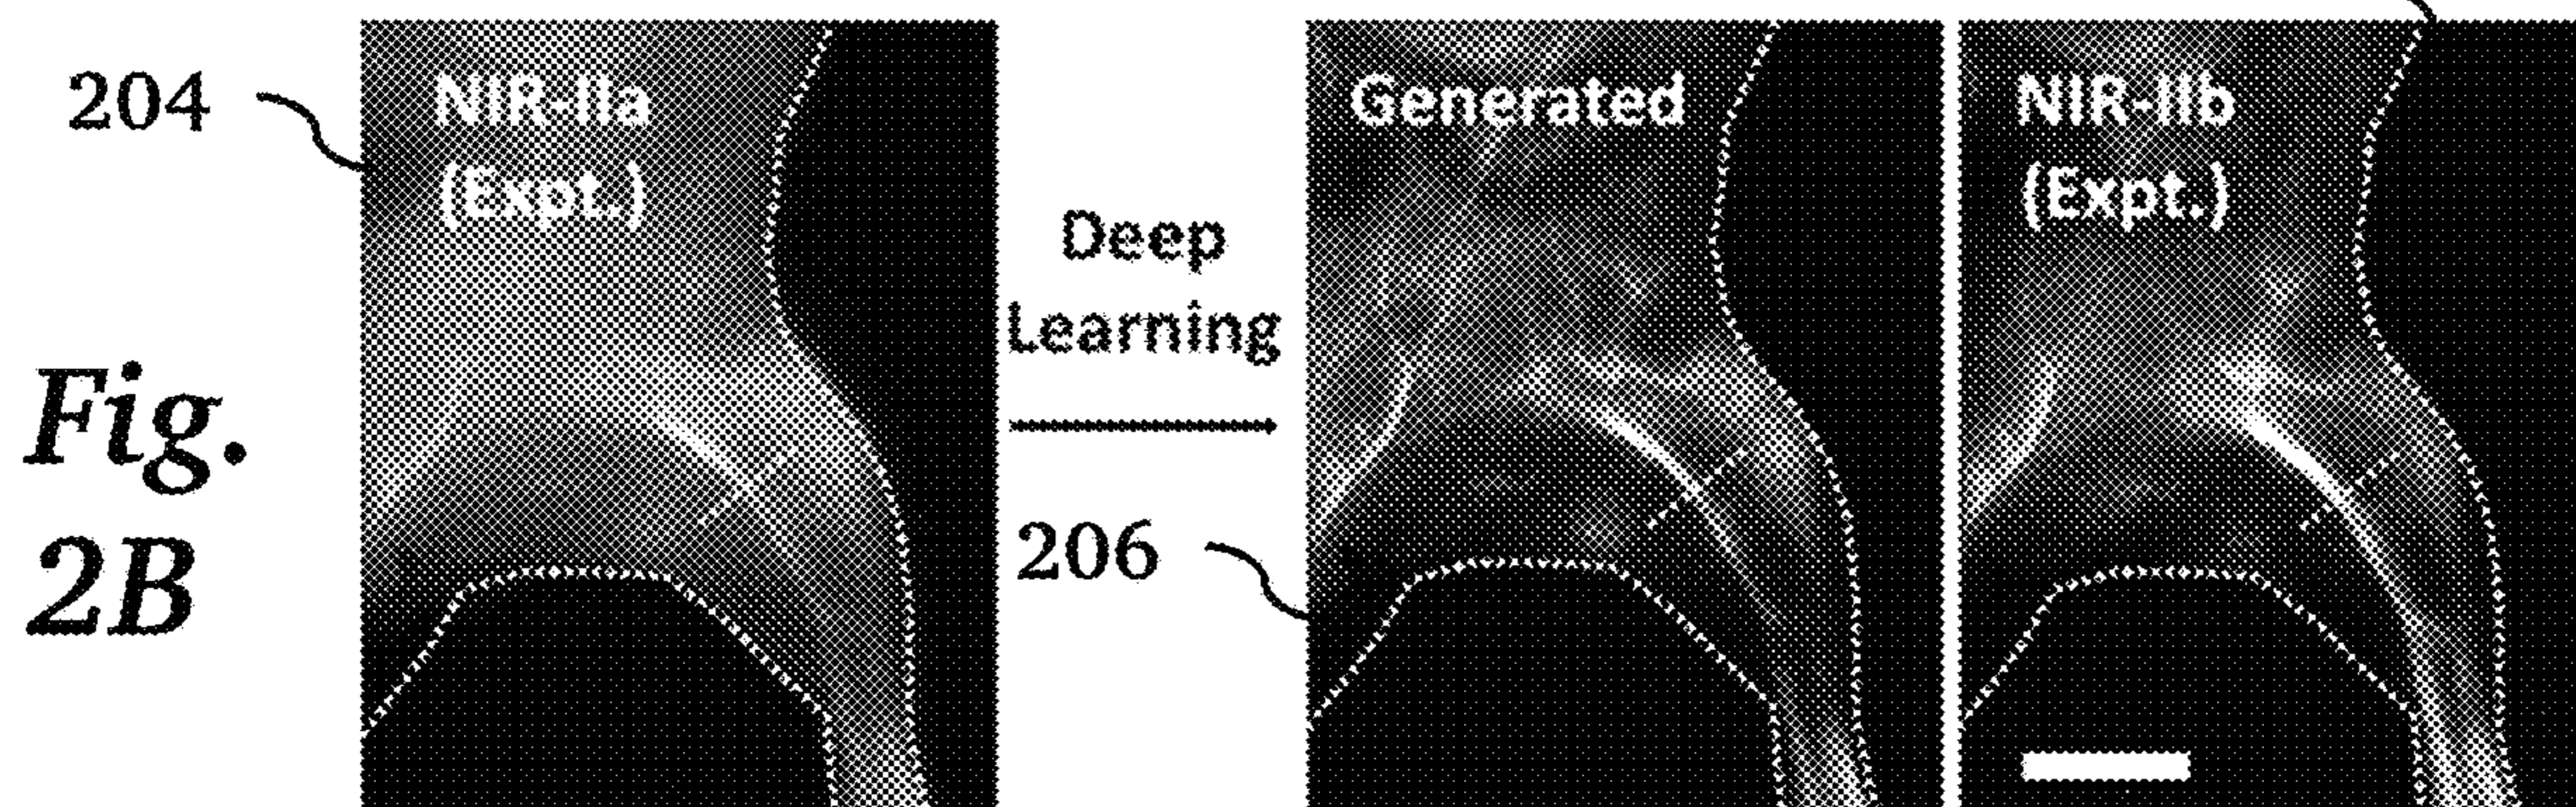 204
Fig.
2B
NIR-IIa
(Expt.)
Deep
Learning
206
Generated
NIR-IIb
(Expt.)